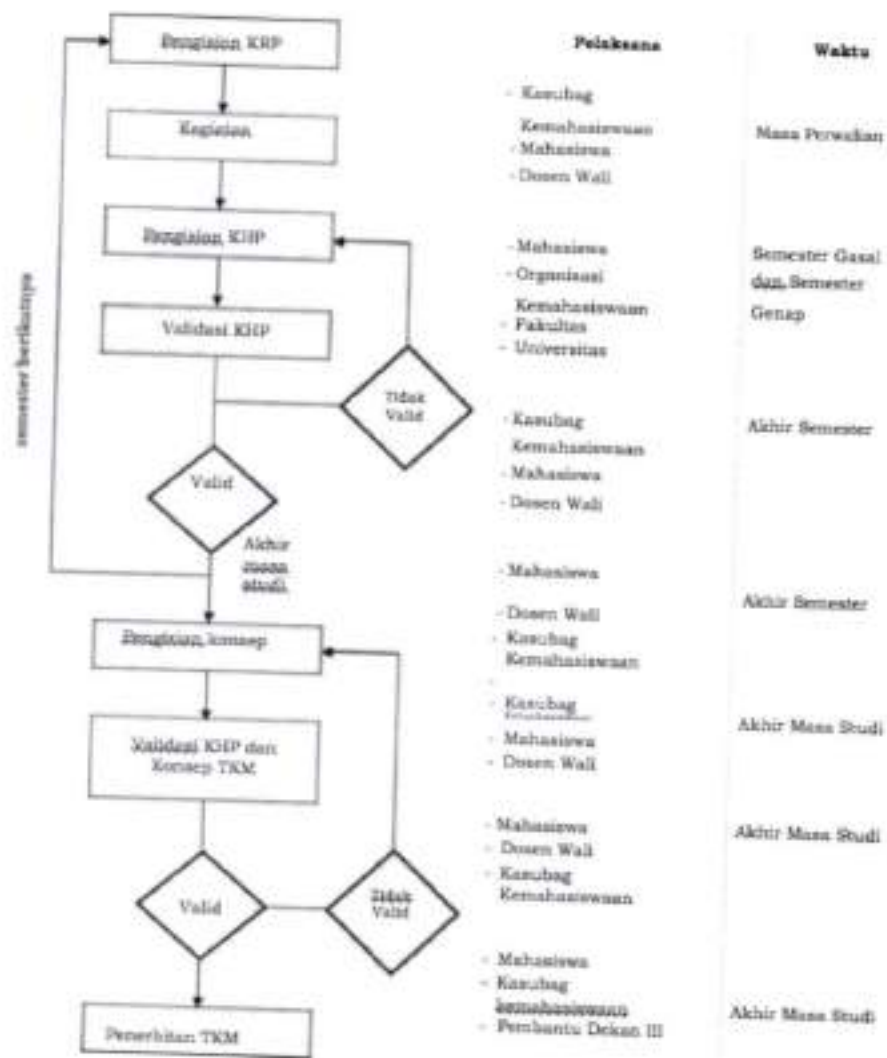 Pengisian KRP
Kegiatan
Pengisian KHP
Validasi KHP
Tidak
Valid
Valid
Akhir
masa
studi
semester berikutnya
Pengisian konsep
Validasi KHP dan
Konsep TKM
Valid
Tidak
Valid
Penerbitan TKM
Pelaksana
- Kasubag
Kemahasiswaan
- Mahasiswa
- Dosen Wali
- Mahasiswa
- Organisasi
Kemahasiswaan
- Fakultas
- Universitas
- Kasubag
Kemahasiswaan
- Mahasiswa
- Dosen Wali
- Mahasiswa
- Dosen Wali
- Kasubag
Kemahasiswaan
-
- Kasubag
- Mahasiswa
- Dosen Wali
- Mahasiswa
- Dosen Wali
- Kasubag
Kemahasiswaan
- Mahasiswa
- Kasubag
kemahasiswaan
- Pembantu Dekan III
Waktu
Masa Perwalian
Semester Gasal
dan Semester
Genap
Akhir Semester
Akhir Semester
Akhir Masa Studi
Akhir Masa Studi
Akhir Masa Studi